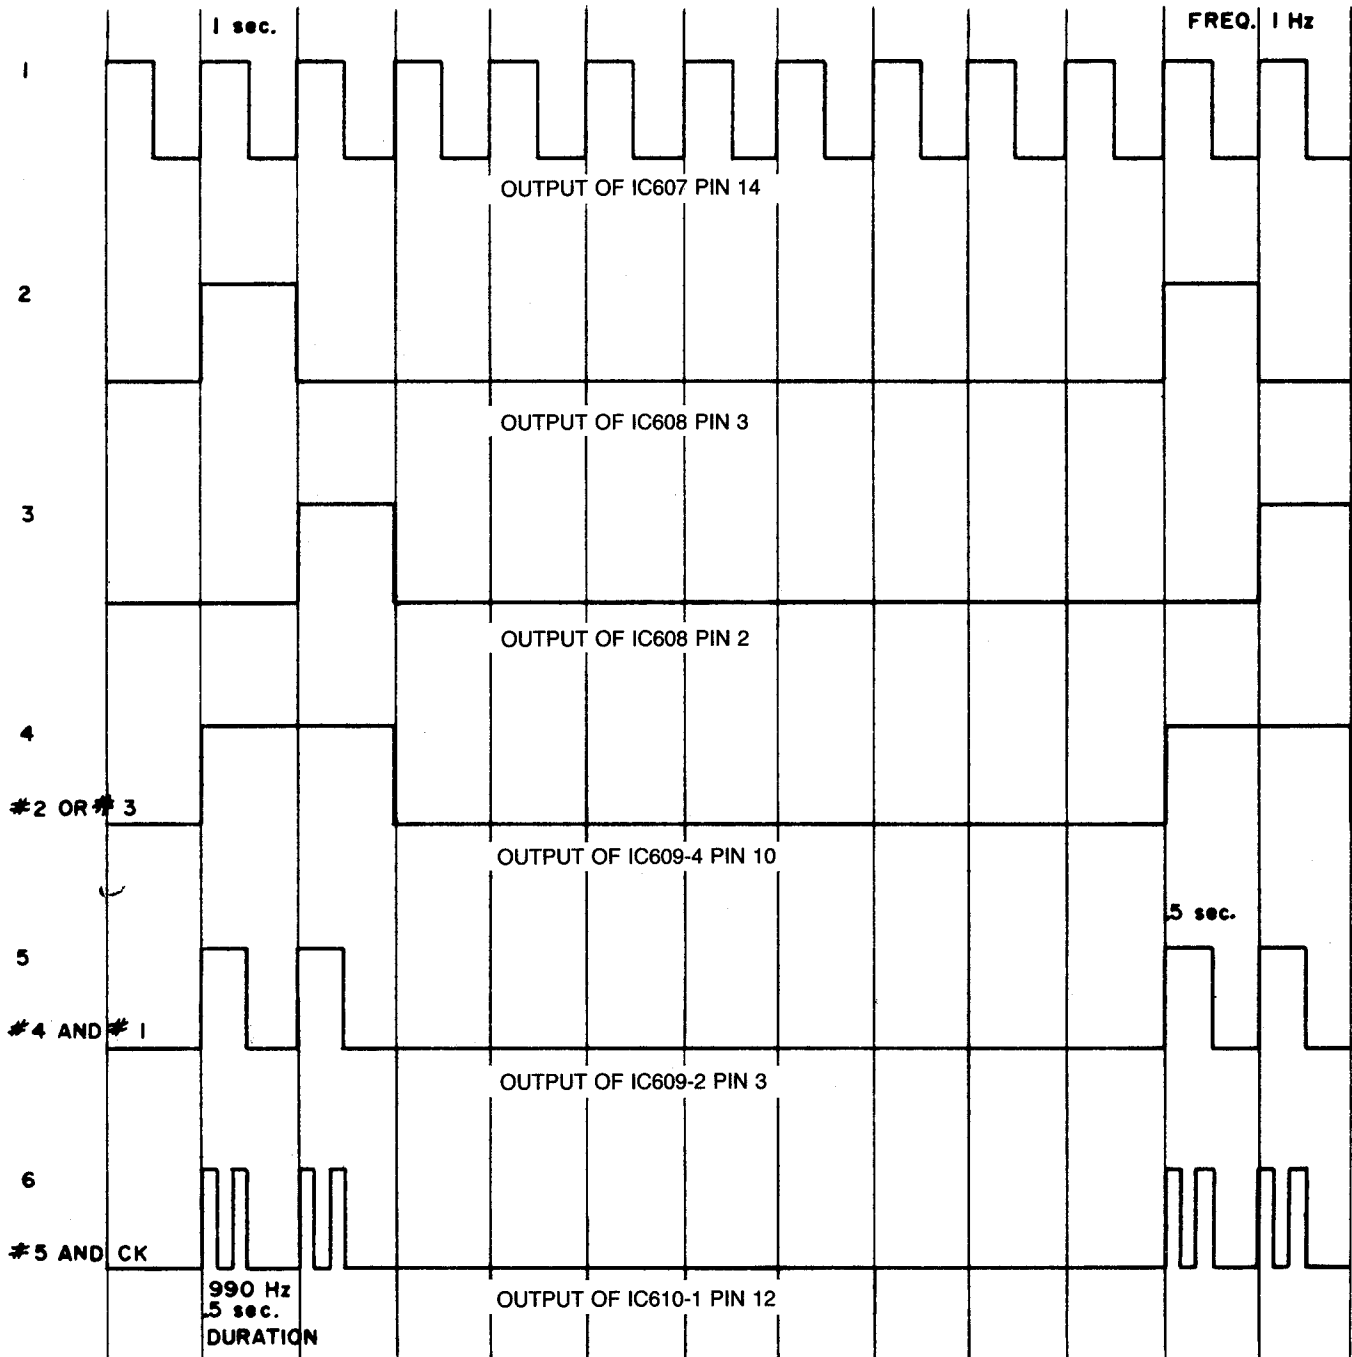 1 sec.
FREQ. 1 Hz
1
OUTPUT OF IC607 PIN 14
2
OUTPUT OF IC608 PIN 3
3
OUTPUT OF IC608 PIN 2
4
#2 OR # 3
OUTPUT OF IC609-4 PIN 10
.5 sec.
5
#4 AND # 1
OUTPUT OF IC609-2 PIN 3
6
#5 AND CK
990 Hz
.5 sec.
DURATION
OUTPUT OF IC610-1 PIN 12